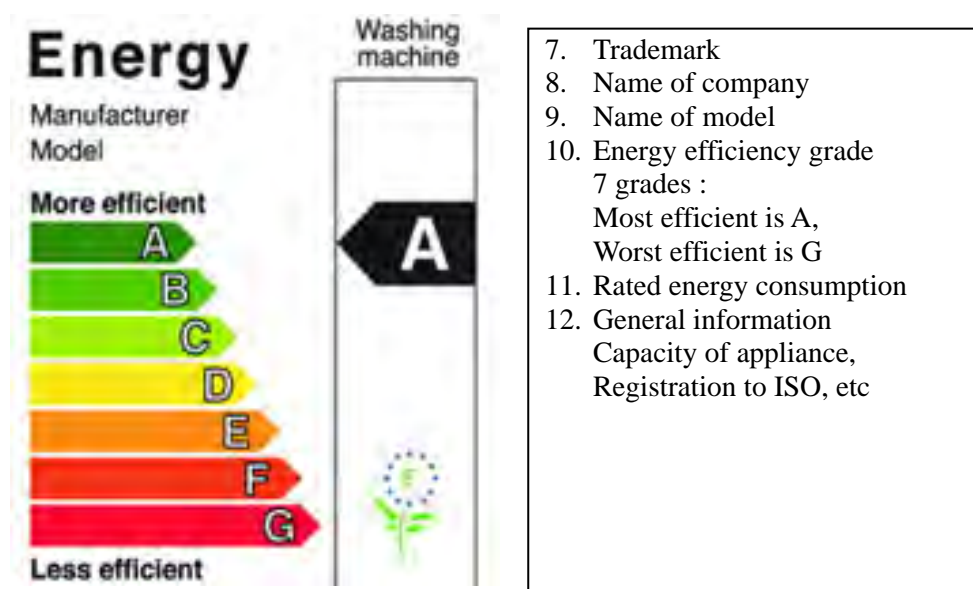 Energy
Manufacturer
Model
More efficient
A
B
C
D
E
F
G
Less efficient
Washing
machine
A
E
7. Trademark
8. Name of company
9. Name of model
10. Energy efficiency grade
7 grades :
Most efficient is A,
Worst efficient is G
11. Rated energy consumption
12. General information
Capacity of appliance,
Registration to ISO, etc